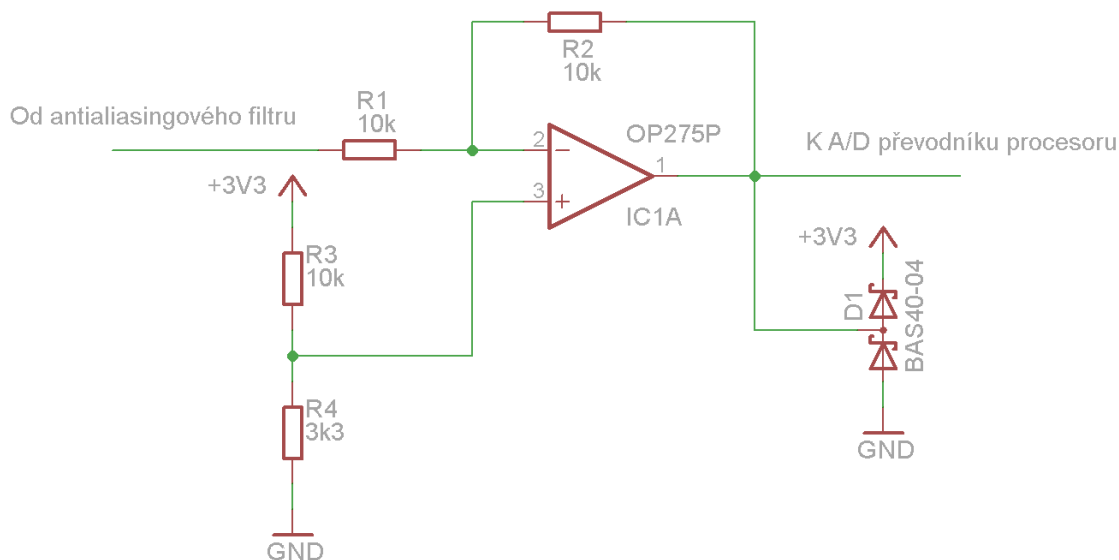 R2
10k
Od antialiasingového filtru
R1
10k
OP275P
K A/D převodníku procesoru
2
1
3
+3V3
IC1A
R3
10k
+3V3
D1
BAS40-04
R4
3k3
GND
GND